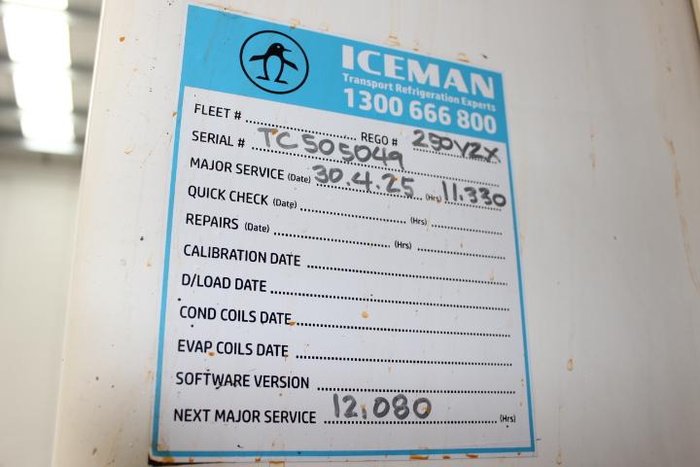 ICEMAN
Transport Refrigeration Experts
1300 666 800
FLEET # REGO # 250YZX
SERIAL # TC505049
MAJOR SERVICE (Date) 30.4.25 (Hrs) 11.330
QUICK CHECK (Date) (Hrs)
REPAIRS (Date) (Hrs)
CALIBRATION DATE
D/LOAD DATE
COND COILS DATE
EVAP COILS DATE
SOFTWARE VERSION
NEXT MAJOR SERVICE 12.080 (Hrs)